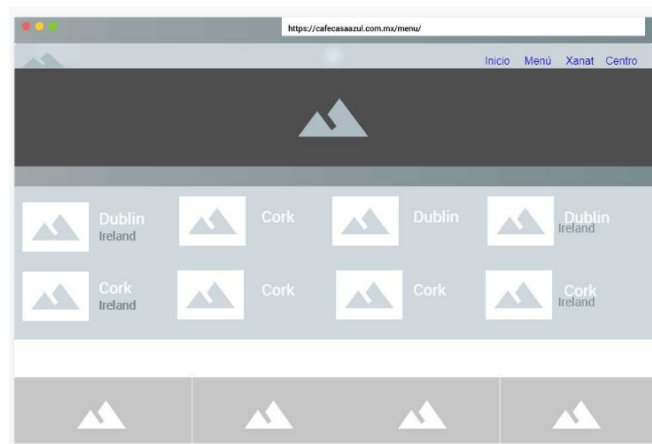 https://cafecasaazul.com.mx/menu/
Inicio Menú Xanat Centro
Dublin
Ireland
Cork
Dublin
Dublin
Ireland
Cork
Ireland
Cork
Cork
Cork
Ireland